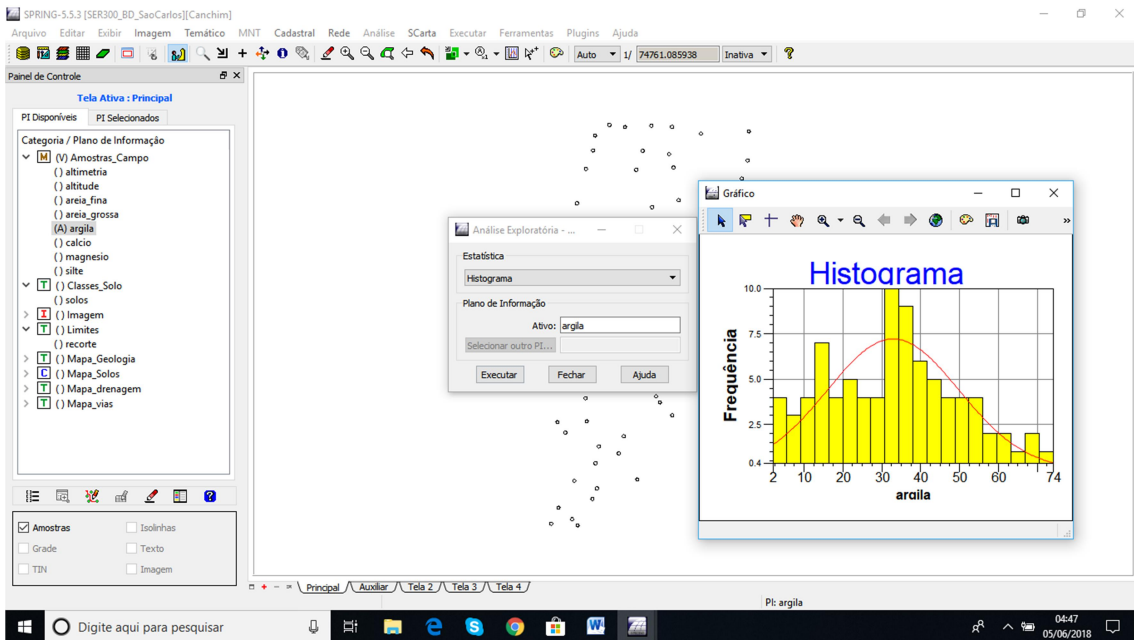 SPRING-5.5.3 [SER300_BD_SaoCarlos][Canchim]
Arquivo Editar Exibir Imagem Temático MNT Cadastral Rede Análise SCarta Executar Ferramentas Plugins Ajuda
Auto 1/ 74761.085938 Inativa
Painel de Controle
Tela Ativa : Principal
PI Disponíveis PI Selecionados
Categoria / Plano de Informação
M (V) Amostras_Campo
( ) altimetria
( ) altitude
( ) areia_fina
( ) areia_grossa
(A) argila
( ) calcio
( ) magnesio
( ) silte
T ( ) Classes_Solo
( ) solos
I ( ) Imagem
T ( ) Limites
( ) recorte
T ( ) Mapa_Geologia
C ( ) Mapa_Solos
T ( ) Mapa_drenagem
T ( ) Mapa_vias
Amostras Isolinhas
Grade Texto
TIN Imagem
Análise Exploratória - ...
Estatística
Histograma
Plano de Informação
Ativo: argila
Selecionar outro PI...
Executar Fechar Ajuda
Gráfico
Histograma
Frequência
10.0
7.5
5.0
2.5
0.4
2 10 20 30 40 50 60 74
argila
Principal Auxiliar Tela 2 Tela 3 Tela 4
PI: argila
Digite aqui para pesquisar
04:47
05/06/2018